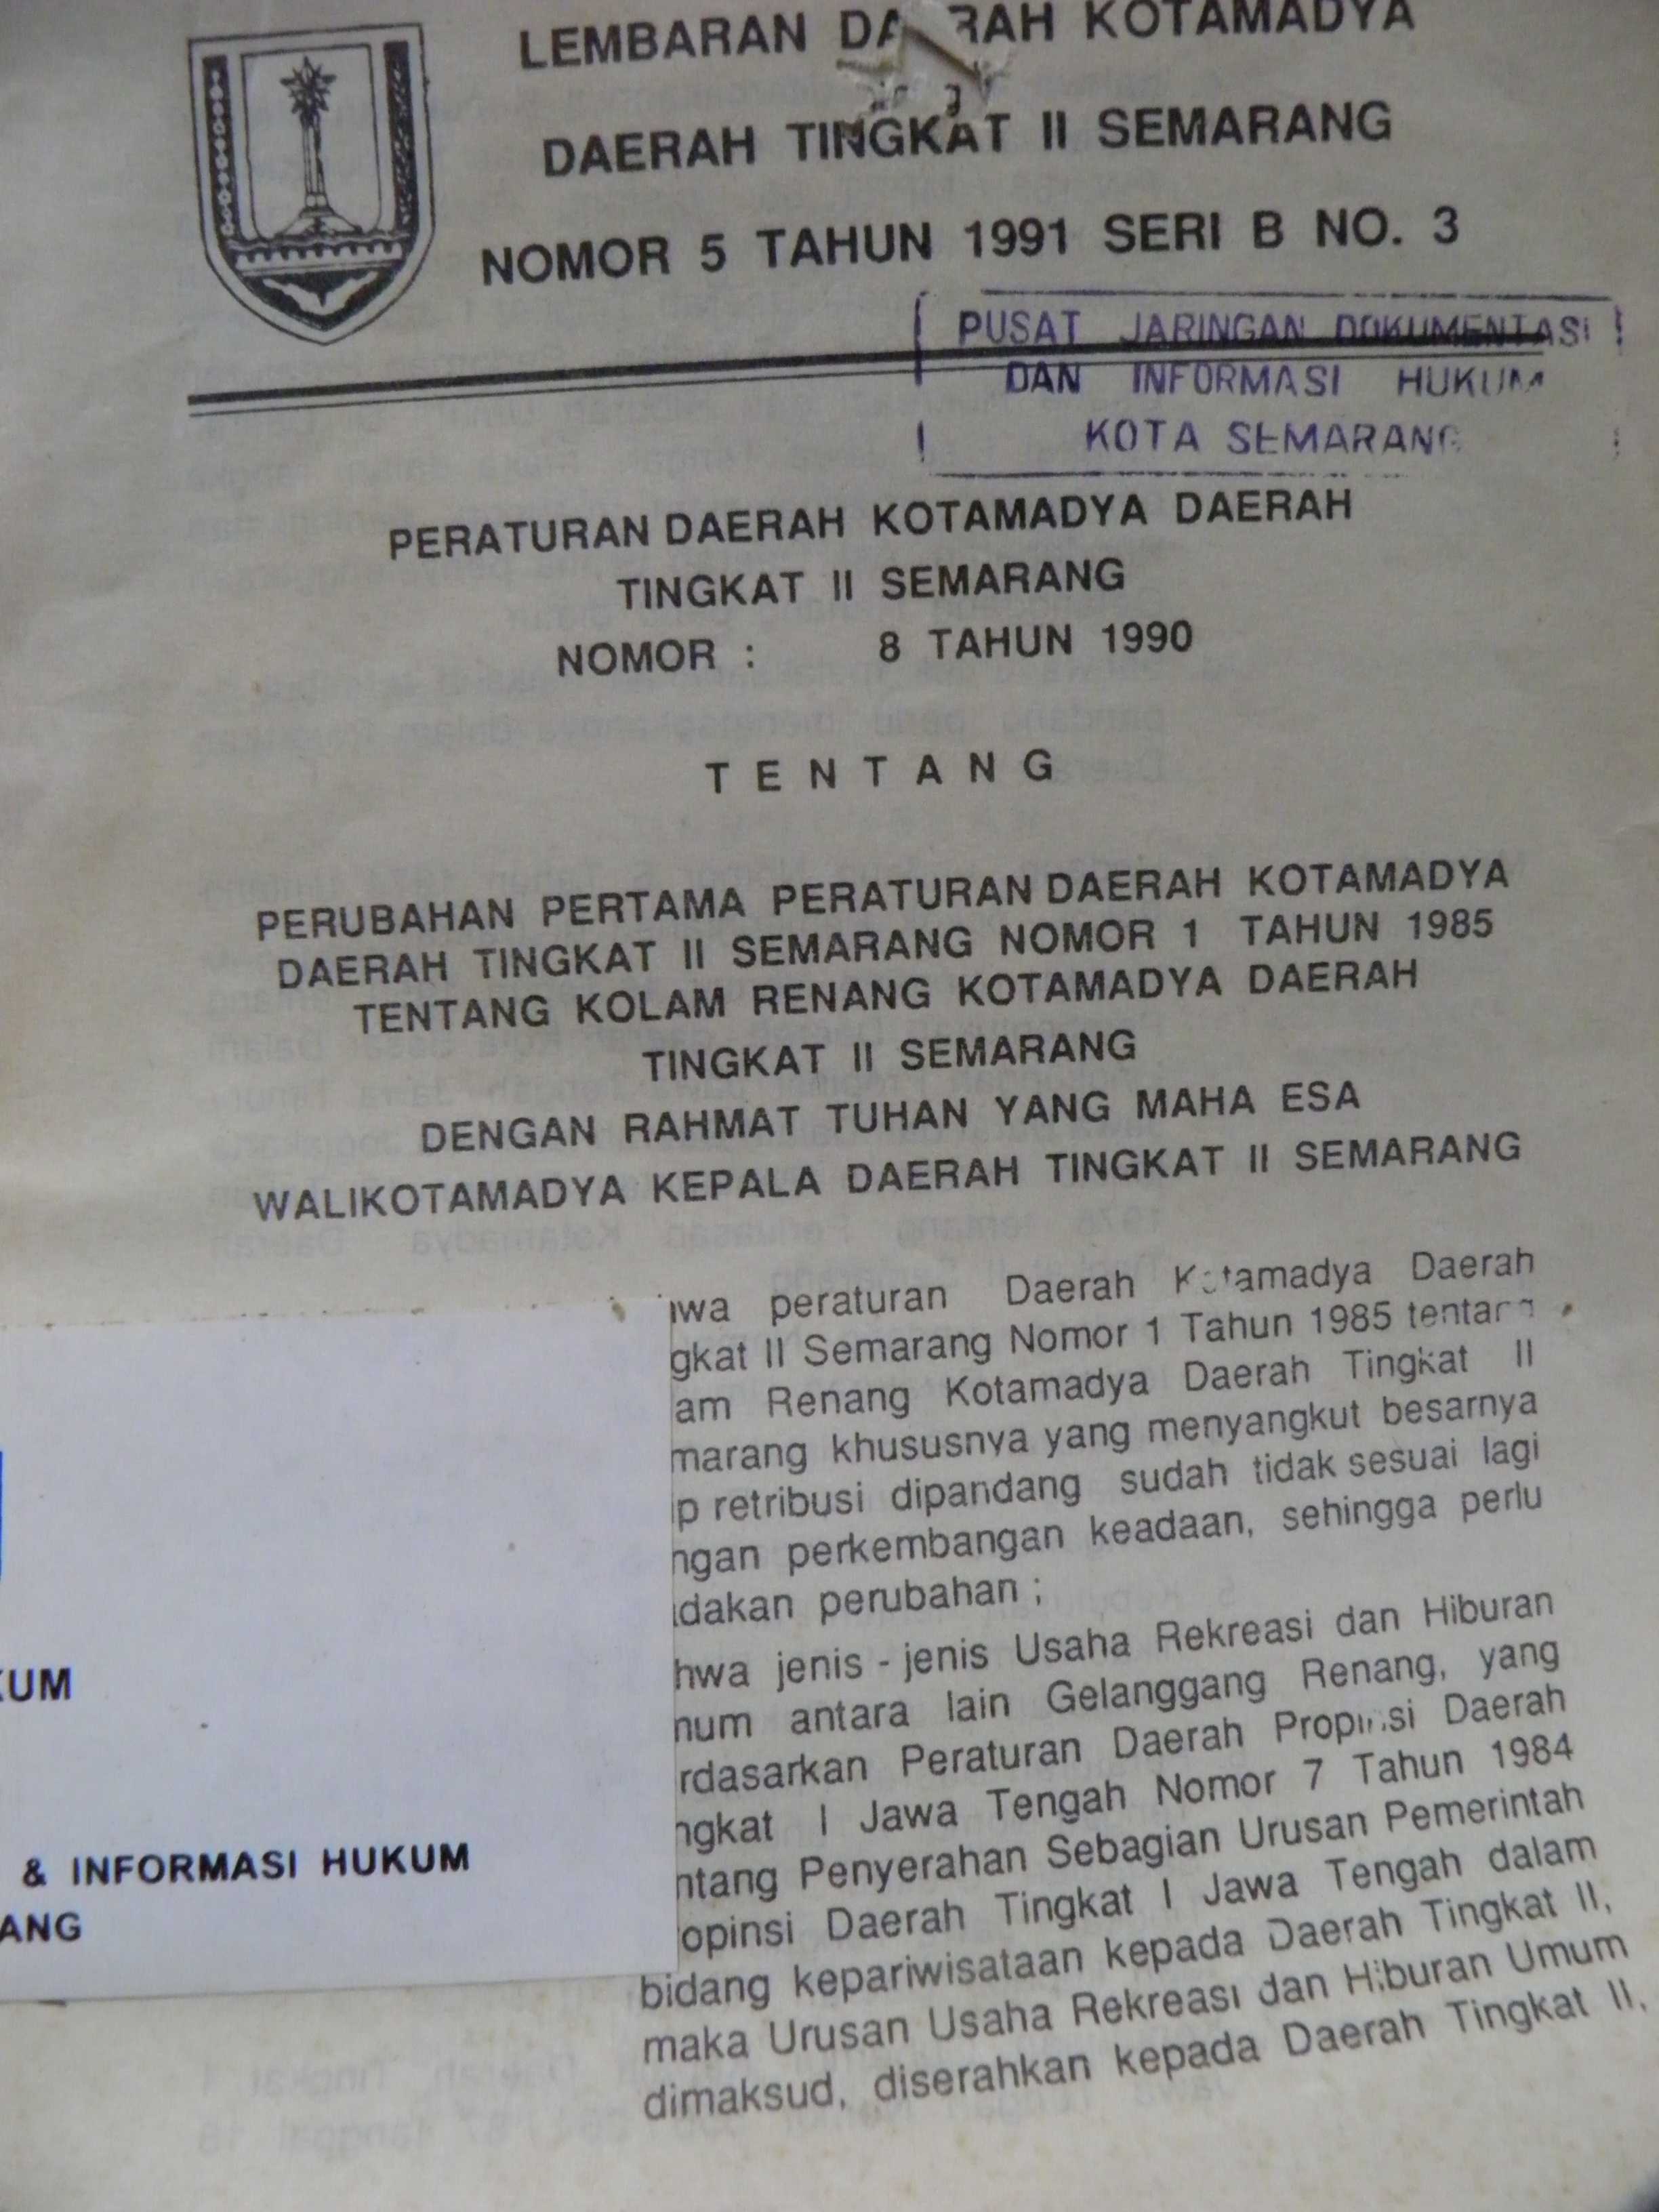 LEMBARAN DAERAH KOTAMADYA
DAERAH TINGKAT II SEMARANG
NOMOR 5 TAHUN 1991 SERI B NO. 3
PUSAT JARINGAN DOKUMENTASI
DAN INFORMASI HUKUM
KOTA SEMARANG
PERATURAN DAERAH KOTAMADYA DAERAH
TINGKAT II SEMARANG
NOMOR : 8 TAHUN 1990
T E N T A N G
PERUBAHAN PERTAMA PERATURAN DAERAH KOTAMADYA
DAERAH TINGKAT II SEMARANG NOMOR 1 TAHUN 1985
TENTANG KOLAM RENANG KOTAMADYA DAERAH
TINGKAT II SEMARANG
DENGAN RAHMAT TUHAN YANG MAHA ESA
WALIKOTAMADYA KEPALA DAERAH TINGKAT II SEMARANG
wa peraturan Daerah Kotamadya Daerah
gkat II Semarang Nomor 1 Tahun 1985 tentang
am Renang Kotamadya Daerah Tingkat II
marang khususnya yang menyangkut besarnya
p retribusi dipandang sudah tidak sesuai lagi
ngan perkembangan keadaan, sehingga perlu
dakan perubahan ;
hwa jenis - jenis Usaha Rekreasi dan Hiburan
num antara lain Gelanggang Renang, yang
rdasarkan Peraturan Daerah Propinsi Daerah
ngkat I Jawa Tengah Nomor 7 Tahun 1984
ntang Penyerahan Sebagian Urusan Pemerintah
opinsi Daerah Tingkat I Jawa Tengah dalam
bidang kepariwisataan kepada Daerah Tingkat II,
maka Urusan Usaha Rekreasi dan Hiburan Umum
dimaksud, diserahkan kepada Daerah Tingkat II,
KUM
& INFORMASI HUKUM
ANG